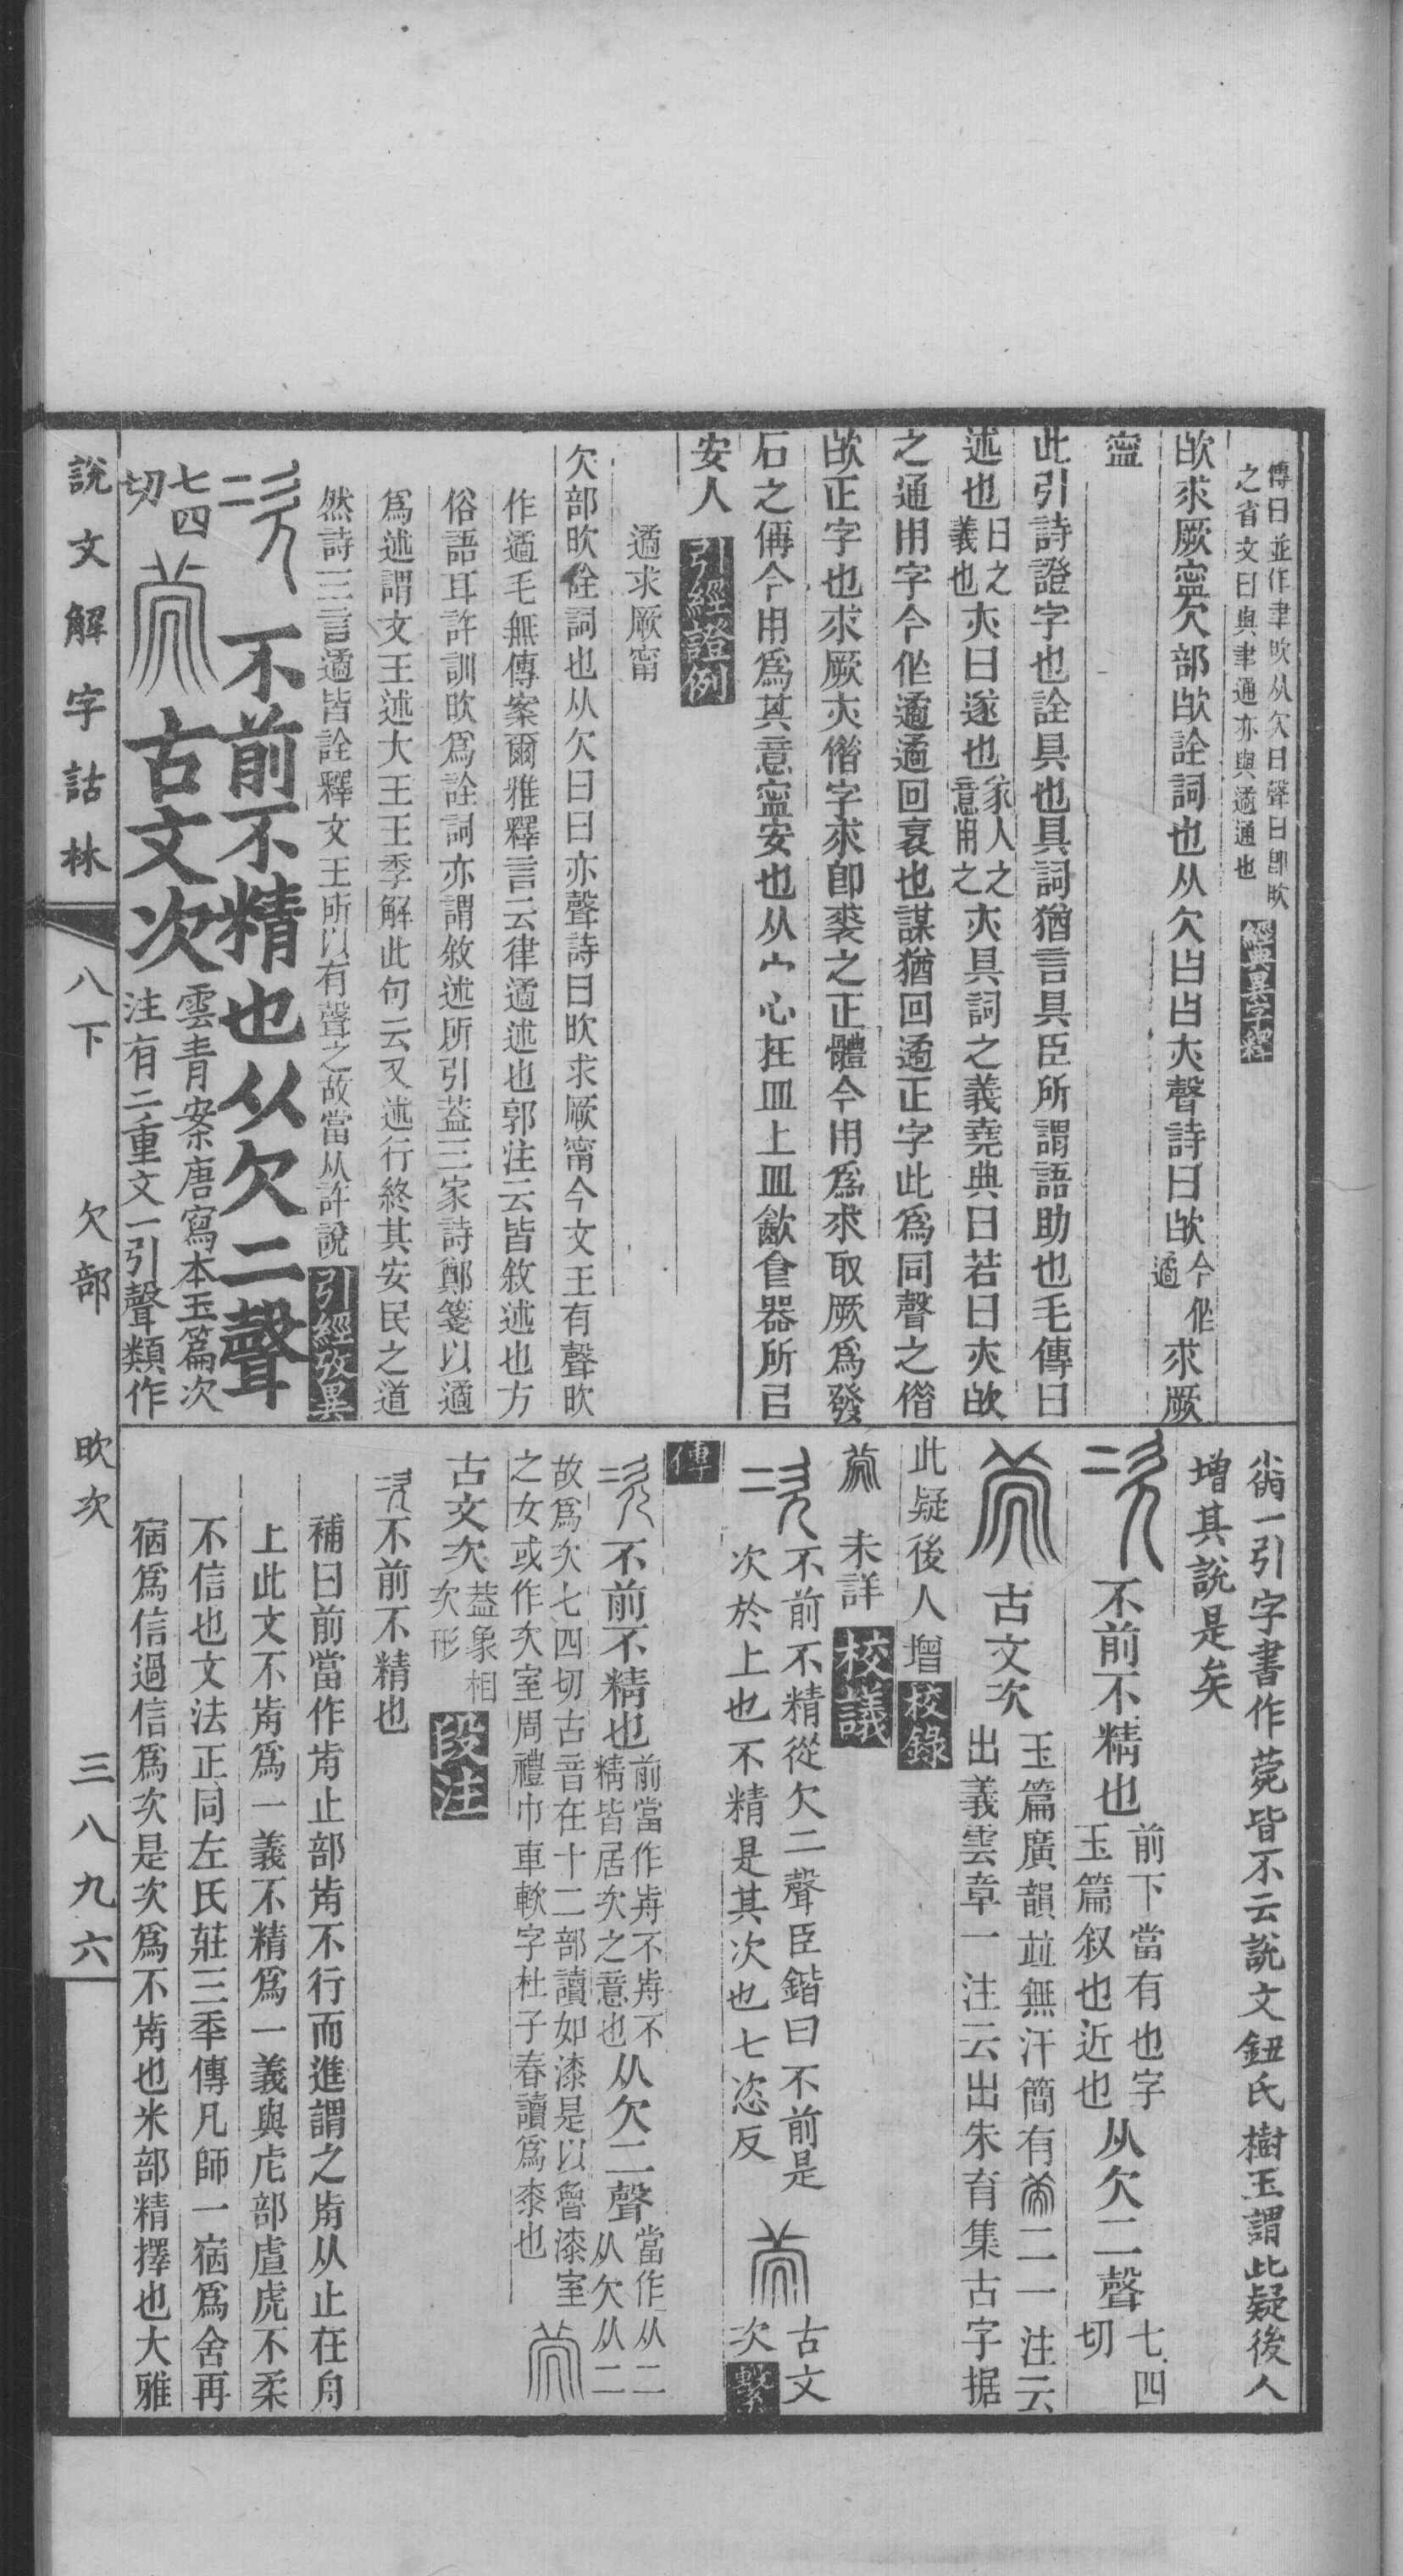 傳曰並作聿欥从欠曰聲曰卽欥
之省文曰與聿通亦與遹通也
經典異字釋
欥求厥寍欠部欥詮詞也从欠曰曰亦聲詩曰欥今作遹求厥
寍
此引詩證字也詮具也具詞猶言具臣所謂語助也毛傳曰
述也日之義也亦曰遂也家人之意用之亦具詞之義堯典曰若曰亦欥
之通用字今作遹遹回衺也謀猶回遹正字此爲同聲之借
欥正字也求厥亦借字求卽裘之正體今用爲求取厥爲發
石之偁今用爲其意寍安也从宀心在皿上皿㱃食器所㠯
安人引經證例
遹求厥甯
欠部欥詮詞也从欠曰曰亦聲詩曰欥求厥甯今文王有聲欥
作遹毛無傳案爾雅釋言云律遹述也郭注云皆敘述也方
俗語耳許訓欥爲詮詞亦謂敘述所引葢三家詩鄭箋以遹
爲述謂文王述大王王季解此句云又述行終其安民之道
然詩三言遹皆詮釋文王所以有聲之故當从許說引經攷異
不前不精也从欠二聲
七四切
古文次
雲青案唐寫本玉篇次
注有二重文一引聲類作
說文解字詁林
八下
欠部
欥次
三八九六
一引字書作薨皆不云說文鈕氏樹玉謂此疑後人
增其說是矣
不前不精也
前下當有也字
玉篇叙也近也
从欠二聲
七四切
古文次
玉篇廣韻竝無汗簡有二一注云
出義雲章一注云出朱育集古字据
此疑後人增校錄
未詳校議
不前不精從欠二聲臣鍇曰不前是
次於上也不精是其次也七恣反
古文次
繫傳
不前不精也
前當作歬不歬不
精皆居次之意也
从欠二聲
當作从二
从欠从二
故爲次七四切古音在十二部讀如漆是以魯漆室
之女或作次室周禮巾車軟字杜子春讀爲桼也
古文次
葢象相
次形
段注
不前不精也
補曰前當作歬止部歬不行而進謂之歬从止在舟
上此文不歬爲一義不精爲一義與虍部虘虎不柔
不信也文法正同左氏莊三秊傳凡師一宿爲舍再
宿爲信過信爲次是次爲不歬也米部精擇也大雅